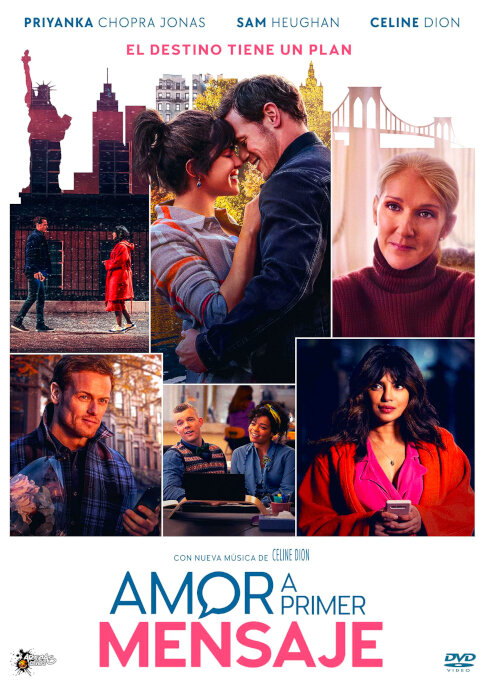 PRIYANKA CHOPRA JONAS SAM HEUGHAN CELINE DION
EL DESTINO TIENE UN PLAN
CON NUEVA MÚSICA DE CELINE DION
AMOR A PRIMER
MENSAJE
DVD
VIDEO